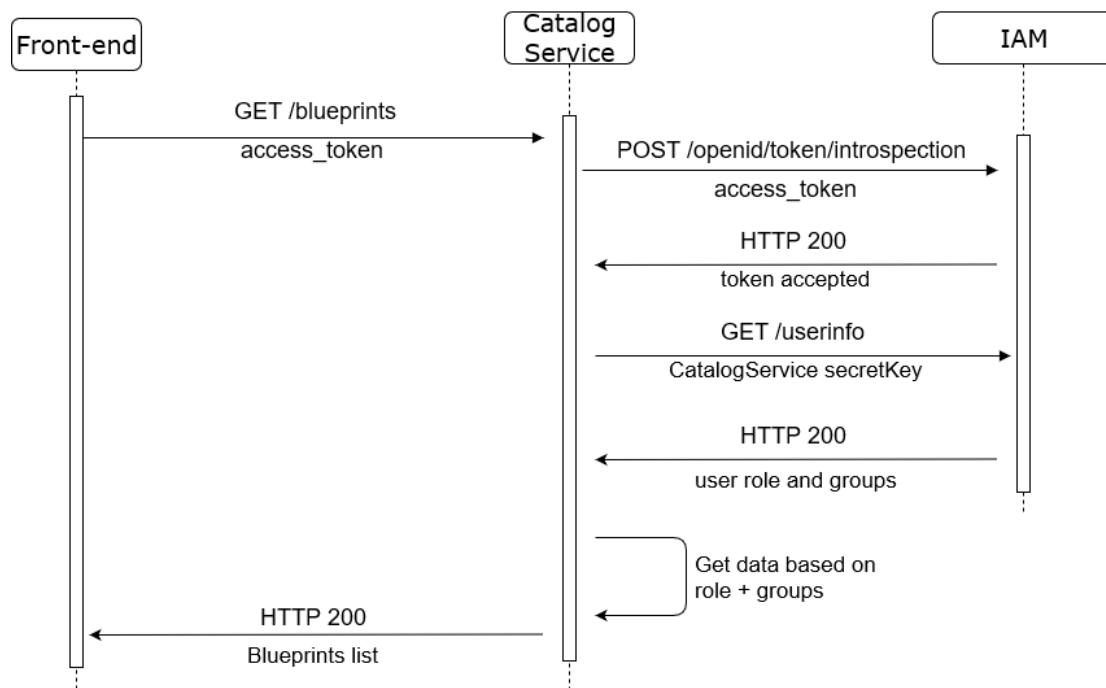 Front-end
Catalog
Service
IAM
GET /blueprints
access_token
POST /openid/token/introspection
access_token
HTTP 200
token accepted
GET /userinfo
CatalogService secretKey
HTTP 200
user role and groups
Get data based on
role + groups
HTTP 200
Blueprints list